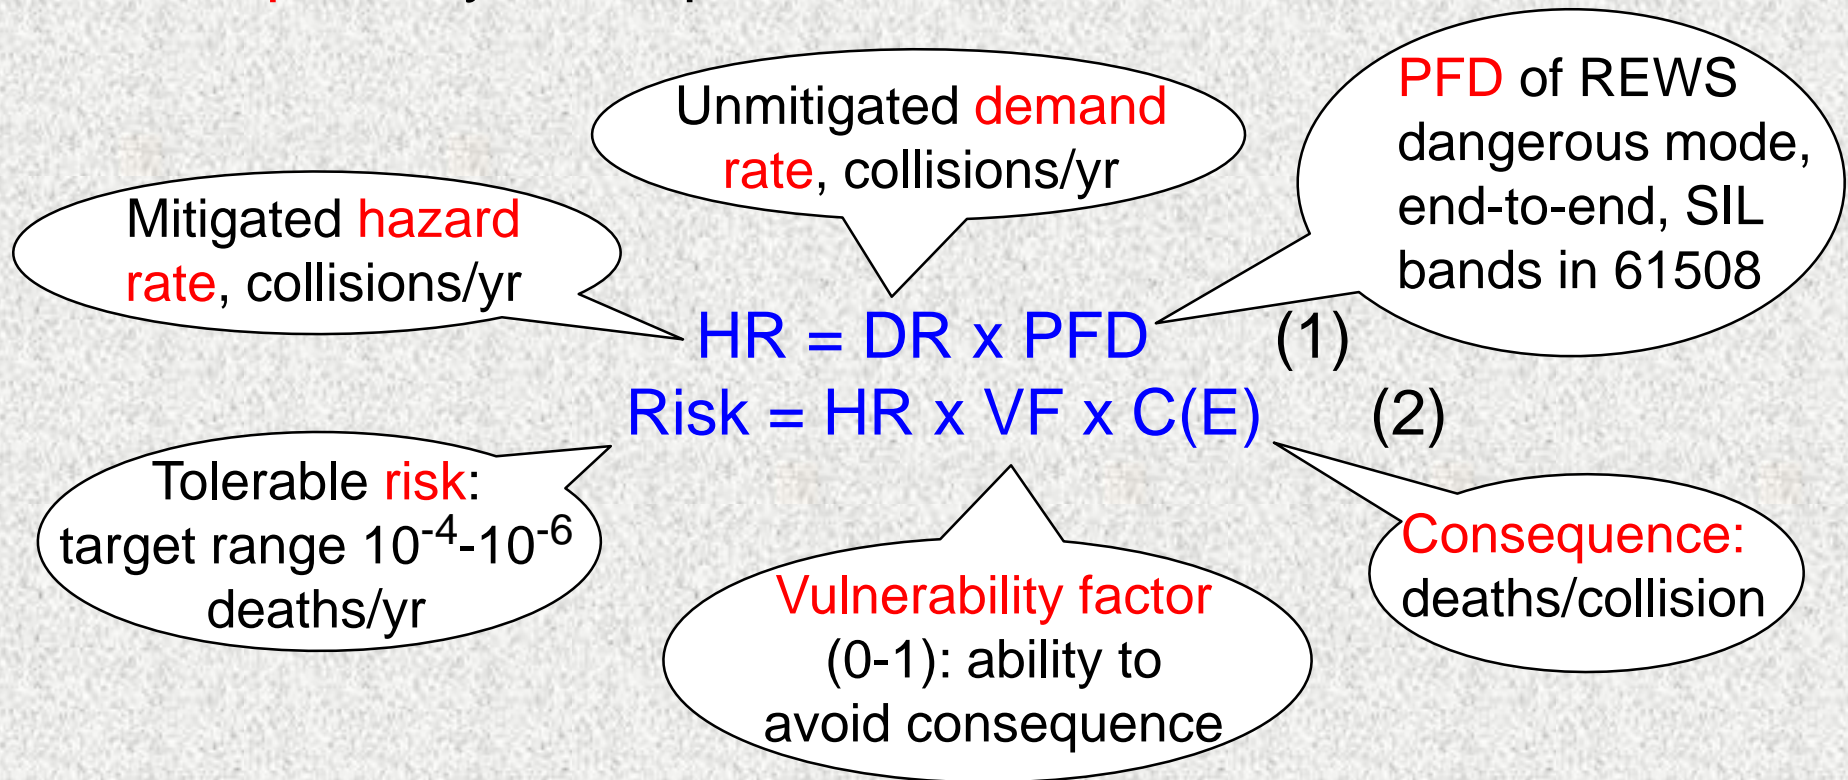 Unmitigated demand
rate, collisions/yr
PFD of REWS
dangerous mode,
end-to-end, SIL
bands in 61508
Mitigated hazard
rate, collisions/yr
HR = DR x PFD (1)
Risk = HR x VF x C(E) (2)
Tolerable risk:
target range 10^-4-10^-6
deaths/yr
Vulnerability factor
(0-1): ability to
avoid consequence
Consequence:
deaths/collision